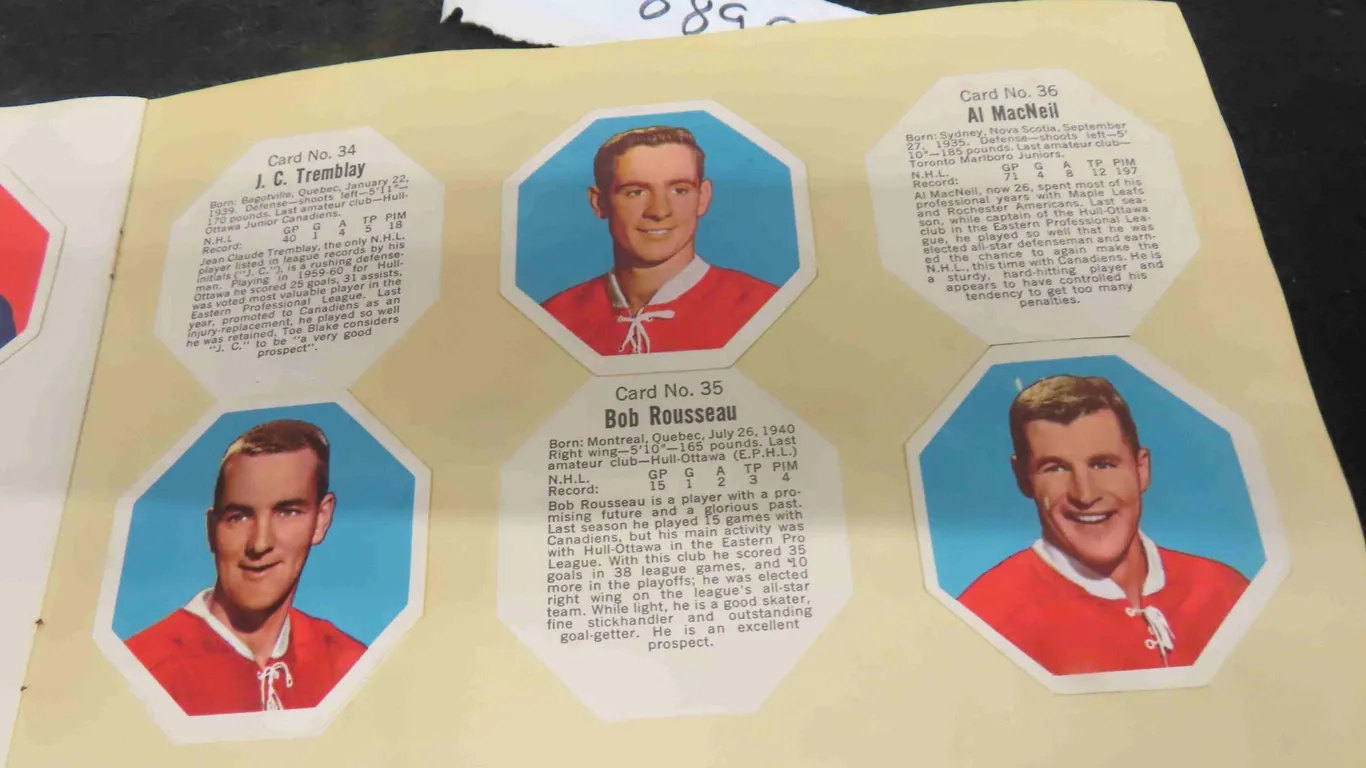 089
Card No. 34
J. C. Tremblay
Born: Bagotville, Quebec, January 22,
1939. Defense—shoots left—5'11"—
170 pounds. Last amateur club—Hull-
Ottawa Junior Canadiens.
N.H.L. GP G A TP PIM
Record: 40 1 4 5 18
Jean Claude Tremblay, the only N.H.L.
player listed in league records by his
initials ("J. C."), is a rushing defense-
man. Playing in 1959-60 for Hull-
Ottawa he scored 25 goals, 31 assists,
was voted most valuable player in the
Eastern Professional League. Last
year, promoted to Canadiens as an
injury-replacement, he played so well
he was retained. Toe Blake considers
"J. C." to be "a very good
prospect".
Card No. 35
Bob Rousseau
Born: Montreal, Quebec, July 26, 1940
Right wing—5'10"—165 pounds. Last
amateur club—Hull-Ottawa (E.P.H.L.)
N.H.L. GP G A TP PIM
Record: 15 1 2 3 4
Bob Rousseau is a player with a pro-
mising future and a glorious past.
Last season he played 15 games with
Canadiens, but his main activity was
with Hull-Ottawa in the Eastern Pro
League. With this club he scored 35
goals in 38 league games, and 10
more in the playoffs; he was elected
right wing on the league's all-star
team. While light, he is a good skater,
fine stickhandler and outstanding
goal-getter. He is an excellent
prospect.
Card No. 36
Al MacNeil
Born: Sydney, Nova Scotia, September
27, 1935. Defense—shoots left—5'
10"—185 pounds. Last amateur club—
Toronto Marlboro Juniors.
N.H.L. GP G A TP PIM
Record: 71 4 8 12 197
Al MacNeil, now 26, spent most of his
professional years with Maple Leafs
and Rochester Americans. Last sea-
son, while captain of the Hull-Ottawa
club in the Eastern Professional Lea-
gue, he played so well that he was
elected all-star defenseman and earn-
ed the chance to again make the
N.H.L., this time with Canadiens. He is
a sturdy, hard-hitting player and
appears to have controlled his
tendency to get too many
penalties.